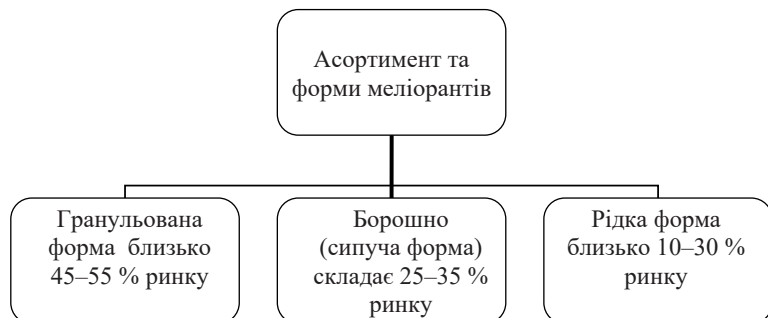 Асортимент та
форми меліорантів
Гранульована
форма близько
45–55 % ринку
Борошно
(сипуча форма)
складає 25–35 %
ринку
Рідка форма
близько 10–30 %
ринку